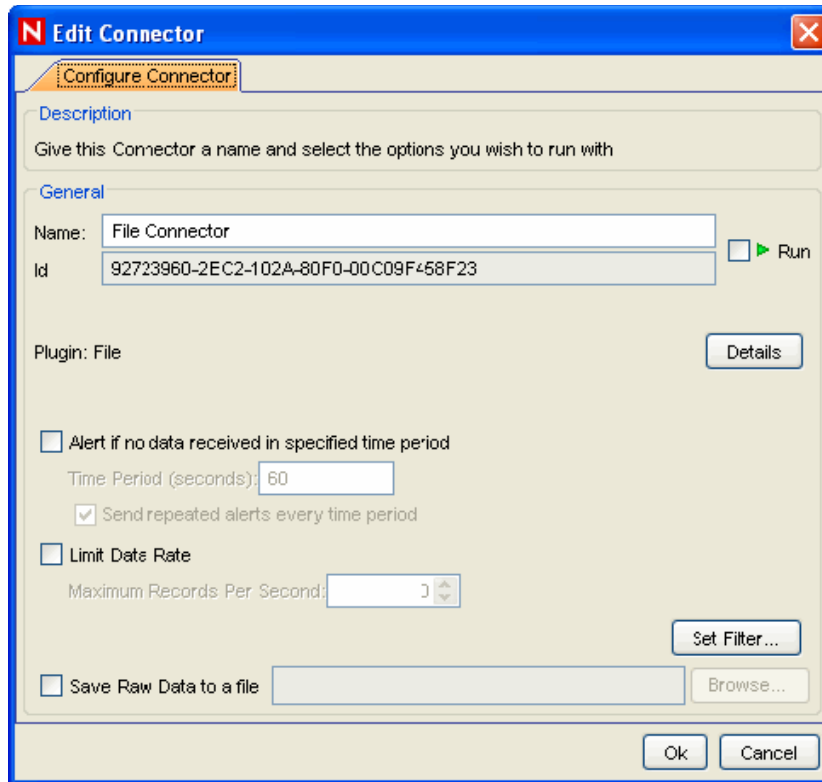 N Edit Connector
Configure Connector
Description
Give this Connector a name and select the options you wish to run with
General
Name: File Connector
Run
Id 92723960-2EC2-102A-80F0-00C09F458F23
Plugin: File
Details
Alert if no data received in specified time period
Time Period (seconds): 60
Send repeated alerts every time period
Limit Data Rate
Maximum Records Per Second: 0
Set Filter...
Save Raw Data to a file
Browse...
Ok
Cancel